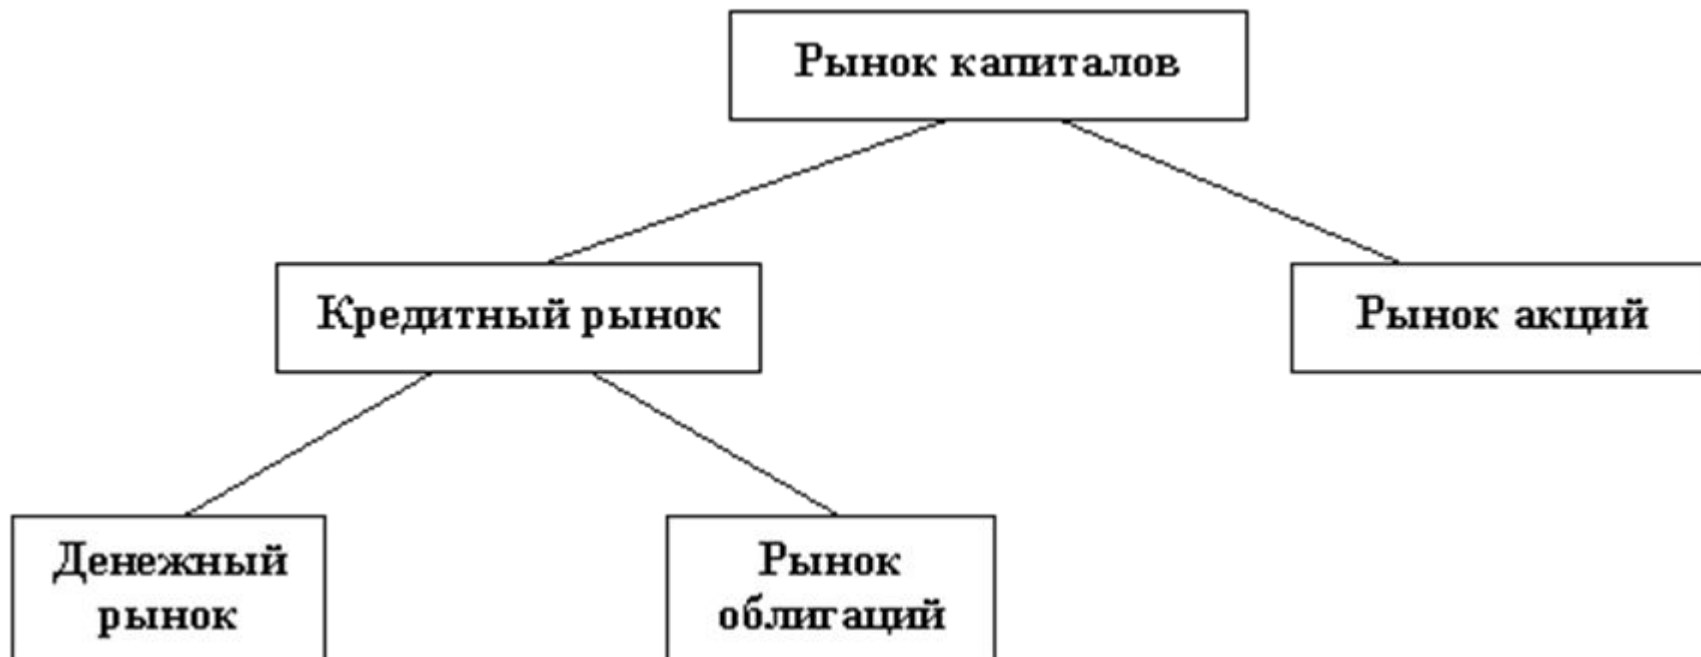 Рынок капиталов
Кредитный рынок
Рынок акций
Денежный
рынок
Рынок
облигаций